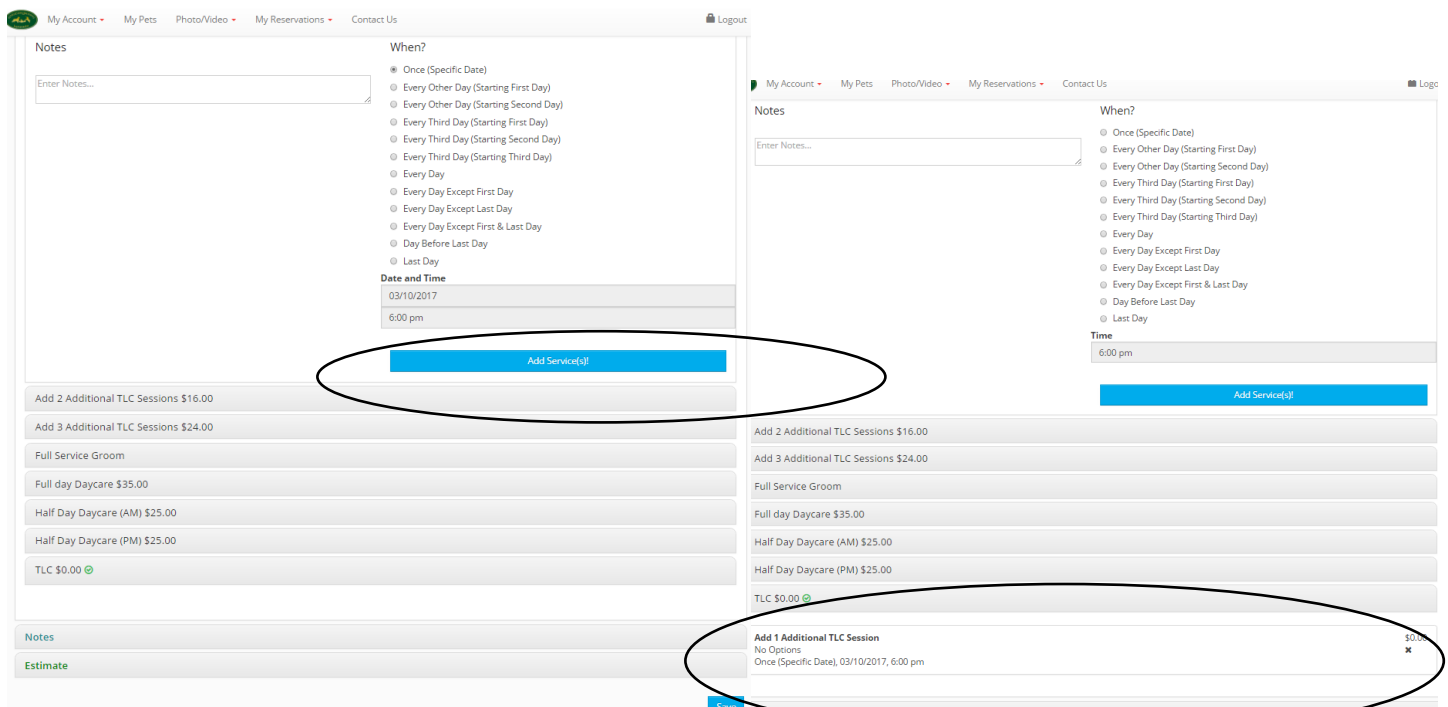 My Account My Pets Photo/Video My Reservations Contact Us Logout
Notes
Enter Notes...
When?
Once (Specific Date)
Every Other Day (Starting First Day)
Every Other Day (Starting Second Day)
Every Third Day (Starting First Day)
Every Third Day (Starting Second Day)
Every Third Day (Starting Third Day)
Every Day
Every Day Except First Day
Every Day Except Last Day
Every Day Except First & Last Day
Day Before Last Day
Last Day
Date and Time
03/10/2017
6:00 pm
Add Service(s)!
Add 2 Additional TLC Sessions $16.00
Add 3 Additional TLC Sessions $24.00
Full Service Groom
Full day Daycare $35.00
Half Day Daycare (AM) $25.00
Half Day Daycare (PM) $25.00
TLC $0.00
Notes
Estimate
Save
My Account My Pets Photo/Video My Reservations Contact Us Logo
Notes
Enter Notes...
When?
Once (Specific Date)
Every Other Day (Starting First Day)
Every Other Day (Starting Second Day)
Every Third Day (Starting First Day)
Every Third Day (Starting Second Day)
Every Third Day (Starting Third Day)
Every Day
Every Day Except First Day
Every Day Except Last Day
Every Day Except First & Last Day
Day Before Last Day
Last Day
Time
6:00 pm
Add Service(s)!
Add 2 Additional TLC Sessions $16.00
Add 3 Additional TLC Sessions $24.00
Full Service Groom
Full day Daycare $35.00
Half Day Daycare (AM) $25.00
Half Day Daycare (PM) $25.00
TLC $0.00
Add 1 Additional TLC Session $0.00
No Options
Once (Specific Date), 03/10/2017, 6:00 pm